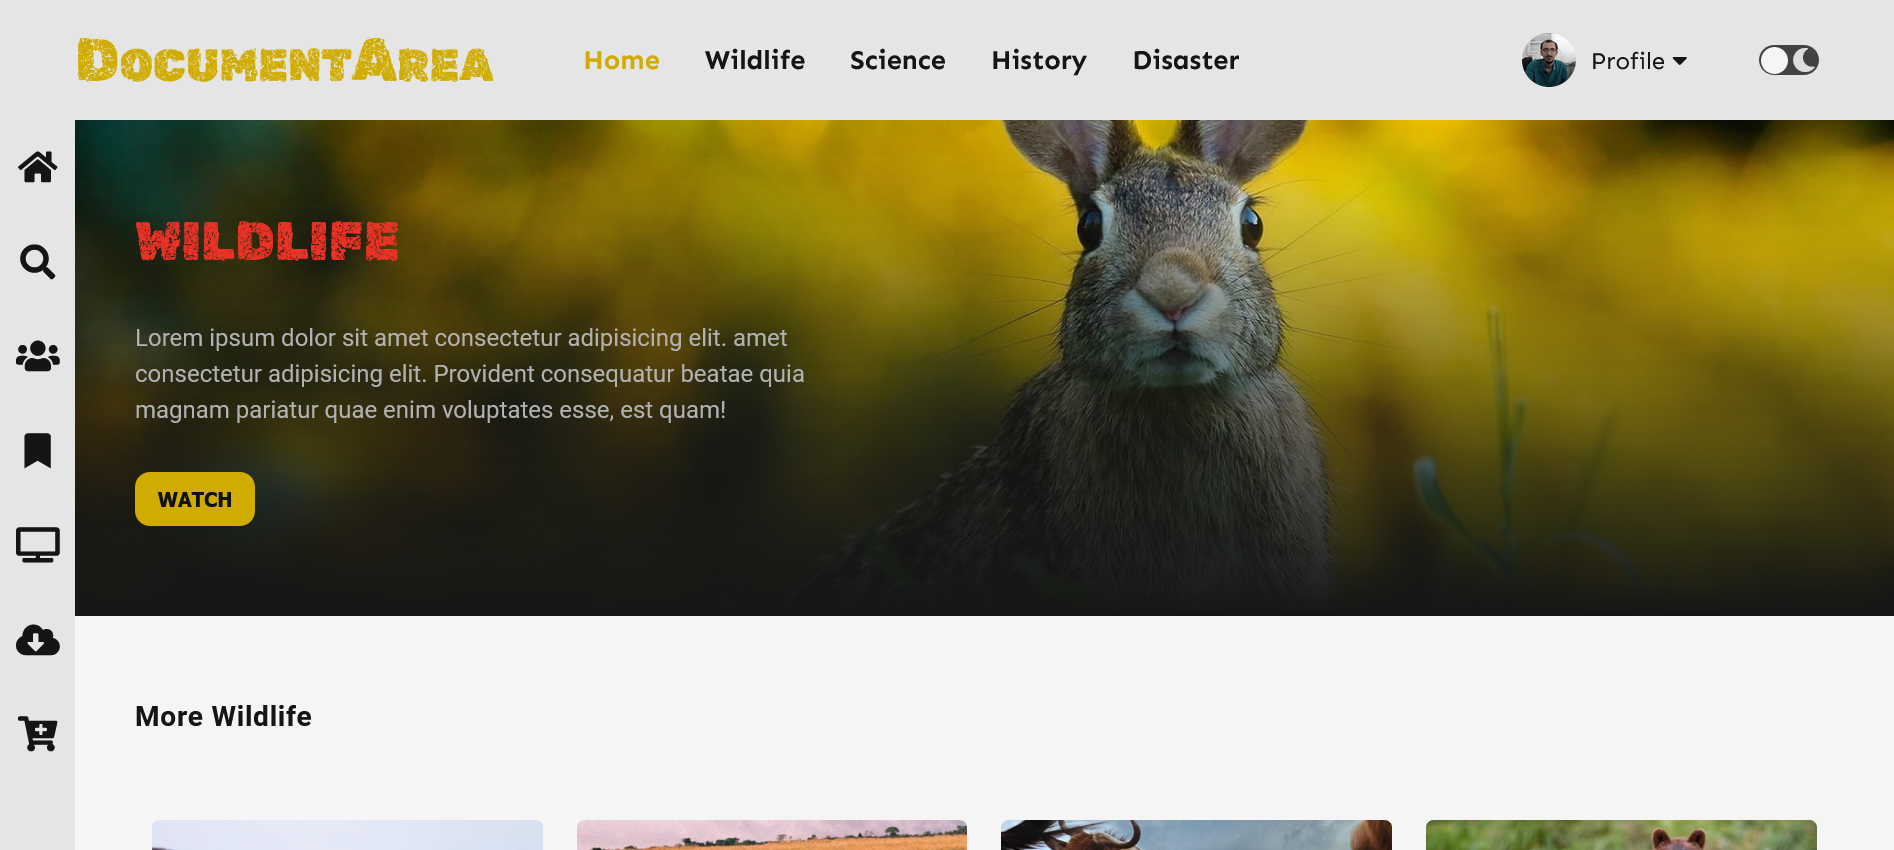 DocumentArea
Home
Wildlife
Science
History
Disaster
Profile
WILDLIFE
Lorem ipsum dolor sit amet consectetur adipisicing elit. amet
consectetur adipisicing elit. Provident consequatur beatae quia
magnam pariatur quae enim voluptates esse, est quam!
WATCH
More Wildlife